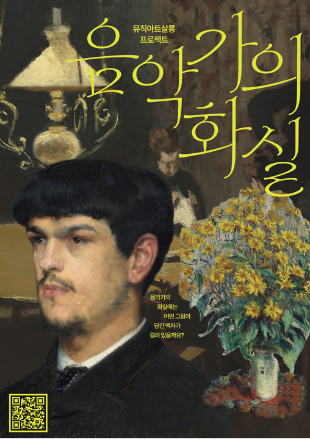 뮤직아트살롱
프로젝트
음악가의
화실
음악가의
화실에는
어떤 그림이
담긴 액자가
걸려 있을까요?